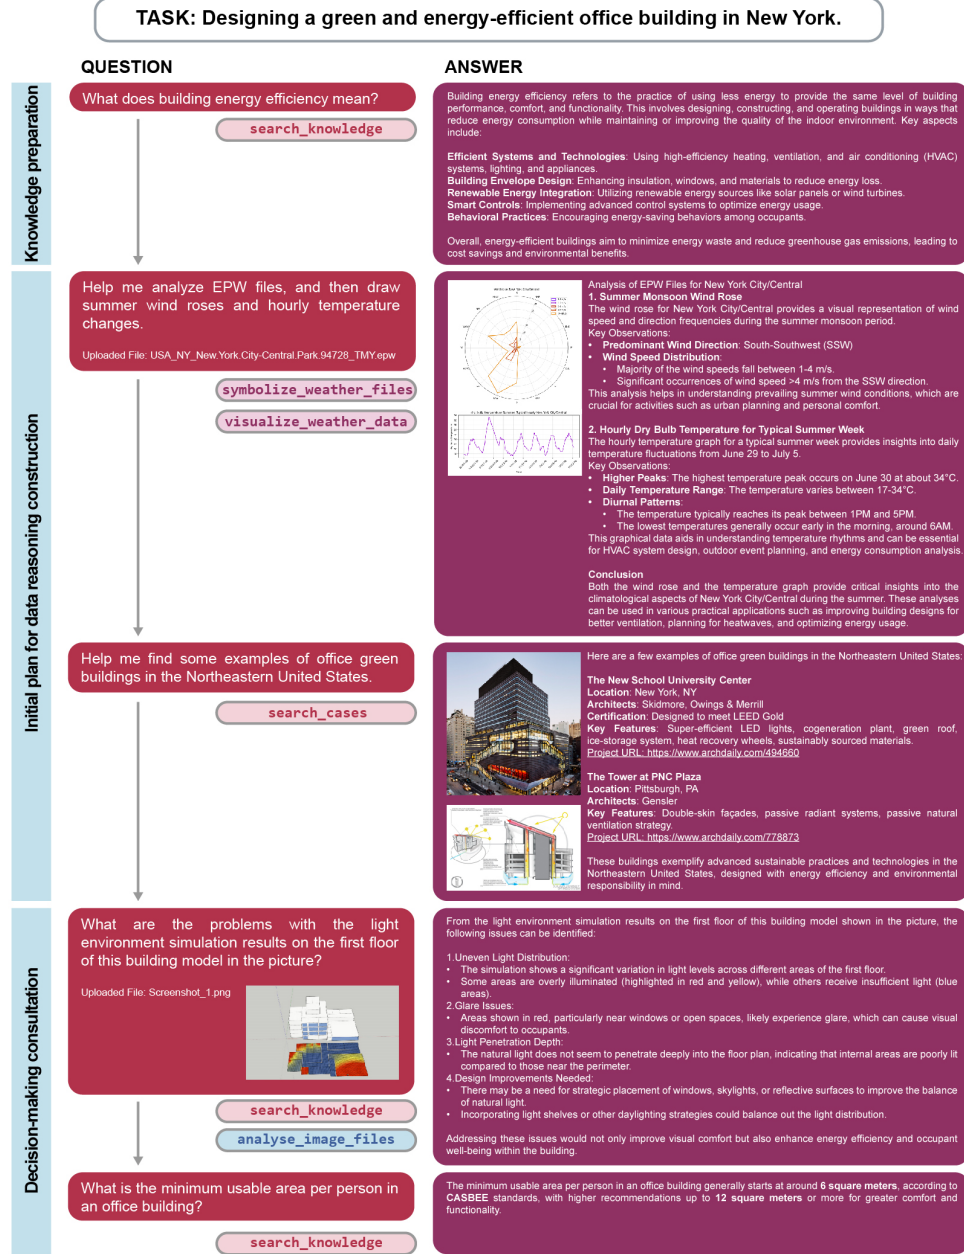 TASK: Designing a green and energy-efficient office building in New York.
QUESTION
ANSWER
Knowledge preparation
What does building energy efficiency mean?
search_knowledge
Building energy efficiency refers to the practice of using less energy to provide the same level of building
performance, comfort, and functionality. This involves designing, constructing, and operating buildings in ways that
reduce energy consumption while maintaining or improving the quality of the indoor environment. Key aspects
include:
Efficient Systems and Technologies: Using high-efficiency heating, ventilation, and air conditioning (HVAC)
systems, lighting, and appliances.
Building Envelope Design: Enhancing insulation, windows, and materials to reduce energy loss.
Renewable Energy Integration: Utilizing renewable energy sources like solar panels or wind turbines.
Smart Controls: Implementing advanced control systems to optimize energy usage.
Behavioral Practices: Encouraging energy-saving behaviors among occupants.
Overall, energy-efficient buildings aim to minimize energy waste and reduce greenhouse gas emissions, leading to
cost savings and environmental benefits.
Initial plan for data reasoning construction
Help me analyze EPW files, and then draw
summer wind roses and hourly temperature
changes.
Uploaded File: USA_NY_New.York.City-Central.Park.94728_TMY.epw
symbolize_weather_files
visualize_weather_data
Analysis of EPW Files for New York City/Central
1. Summer Monsoon Wind Rose
The wind rose for New York City/Central provides a visual representation of wind
speed and direction frequencies during the summer monsoon period.
Key Observations:
• Predominant Wind Direction: South-Southwest (SSW)
• Wind Speed Distribution:
• Majority of the wind speeds fall between 1-4 m/s.
• Significant occurrences of wind speed >4 m/s from the SSW direction.
This analysis helps in understanding prevailing summer wind conditions, which are
crucial for activities such as urban planning and personal comfort.
2. Hourly Dry Bulb Temperature for Typical Summer Week
The hourly temperature graph for a typical summer week provides insights into daily
temperature fluctuations from June 29 to July 5.
Key Observations:
• Higher Peaks: The highest temperature peak occurs on June 30 at about 34°C.
• Daily Temperature Range: The temperature varies between 17-34°C.
• Diurnal Patterns:
• The temperature typically reaches its peak between 1PM and 5PM.
• The lowest temperatures generally occur early in the morning, around 6AM.
This graphical data aids in understanding temperature rhythms and can be essential
for HVAC system design, outdoor event planning, and energy consumption analysis.
Conclusion
Both the wind rose and the temperature graph provide critical insights into the
climatological aspects of New York City/Central during the summer. These analyses
can be used in various practical applications such as improving building designs for
better ventilation, planning for heatwaves, and optimizing energy usage.
Help me find some examples of office green
buildings in the Northeastern United States.
search_cases
Here are a few examples of office green buildings in the Northeastern United States:
The New School University Center
Location: New York, NY
Architects: Skidmore, Owings & Merrill
Certification: Designed to meet LEED Gold
Key Features: Super-efficient LED lights, cogeneration plant, green roof,
ice-storage system, heat recovery wheels, sustainably sourced materials.
Project URL: https://www.archdaily.com/494660
The Tower at PNC Plaza
Location: Pittsburgh, PA
Architects: Gensler
Key Features: Double-skin façades, passive radiant systems, passive natural
ventilation strategy.
Project URL: https://www.archdaily.com/778873
These buildings exemplify advanced sustainable practices and technologies in the
Northeastern United States, designed with energy efficiency and environmental
responsibility in mind.
Decision-making consultation
What are the problems with the light
environment simulation results on the first floor
of this building model in the picture?
Uploaded File: Screenshot_1.png
search_knowledge
analyse_image_files
From the light environment simulation results on the first floor of this building model shown in the picture, the
following issues can be identified:
1.Uneven Light Distribution:
• The simulation shows a significant variation in light levels across different areas of the first floor.
• Some areas are overly illuminated (highlighted in red and yellow), while others receive insufficient light (blue
areas).
2.Glare Issues:
• Areas shown in red, particularly near windows or open spaces, likely experience glare, which can cause visual
discomfort to occupants.
3.Light Penetration Depth:
• The natural light does not seem to penetrate deeply into the floor plan, indicating that internal areas are poorly lit
compared to those near the perimeter.
4.Design Improvements Needed:
• There may be a need for strategic placement of windows, skylights, or reflective surfaces to improve the balance
of natural light.
• Incorporating light shelves or other daylighting strategies could balance out the light distribution.
Addressing these issues would not only improve visual comfort but also enhance energy efficiency and occupant
well-being within the building.
What is the minimum usable area per person in
an office building?
search_knowledge
The minimum usable area per person in an office building generally starts at around 6 square meters, according to
CASBEE standards, with higher recommendations up to 12 square meters or more for greater comfort and
functionality.